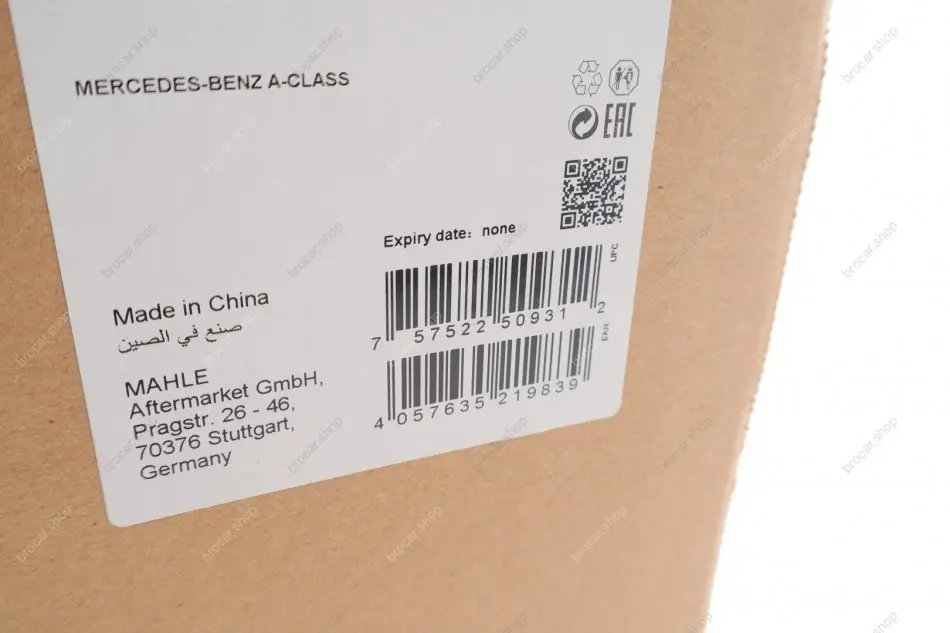 MERCEDES-BENZ A-CLASS
EAC
Expiry date: none
UPC
7 57522 50931 2
Made in China
صنع في الصين
EAN
4 057635 219839
MAHLE
Aftermarket GmbH,
Pragstr. 26 - 46,
70376 Stuttgart,
Germany
brocar.shop